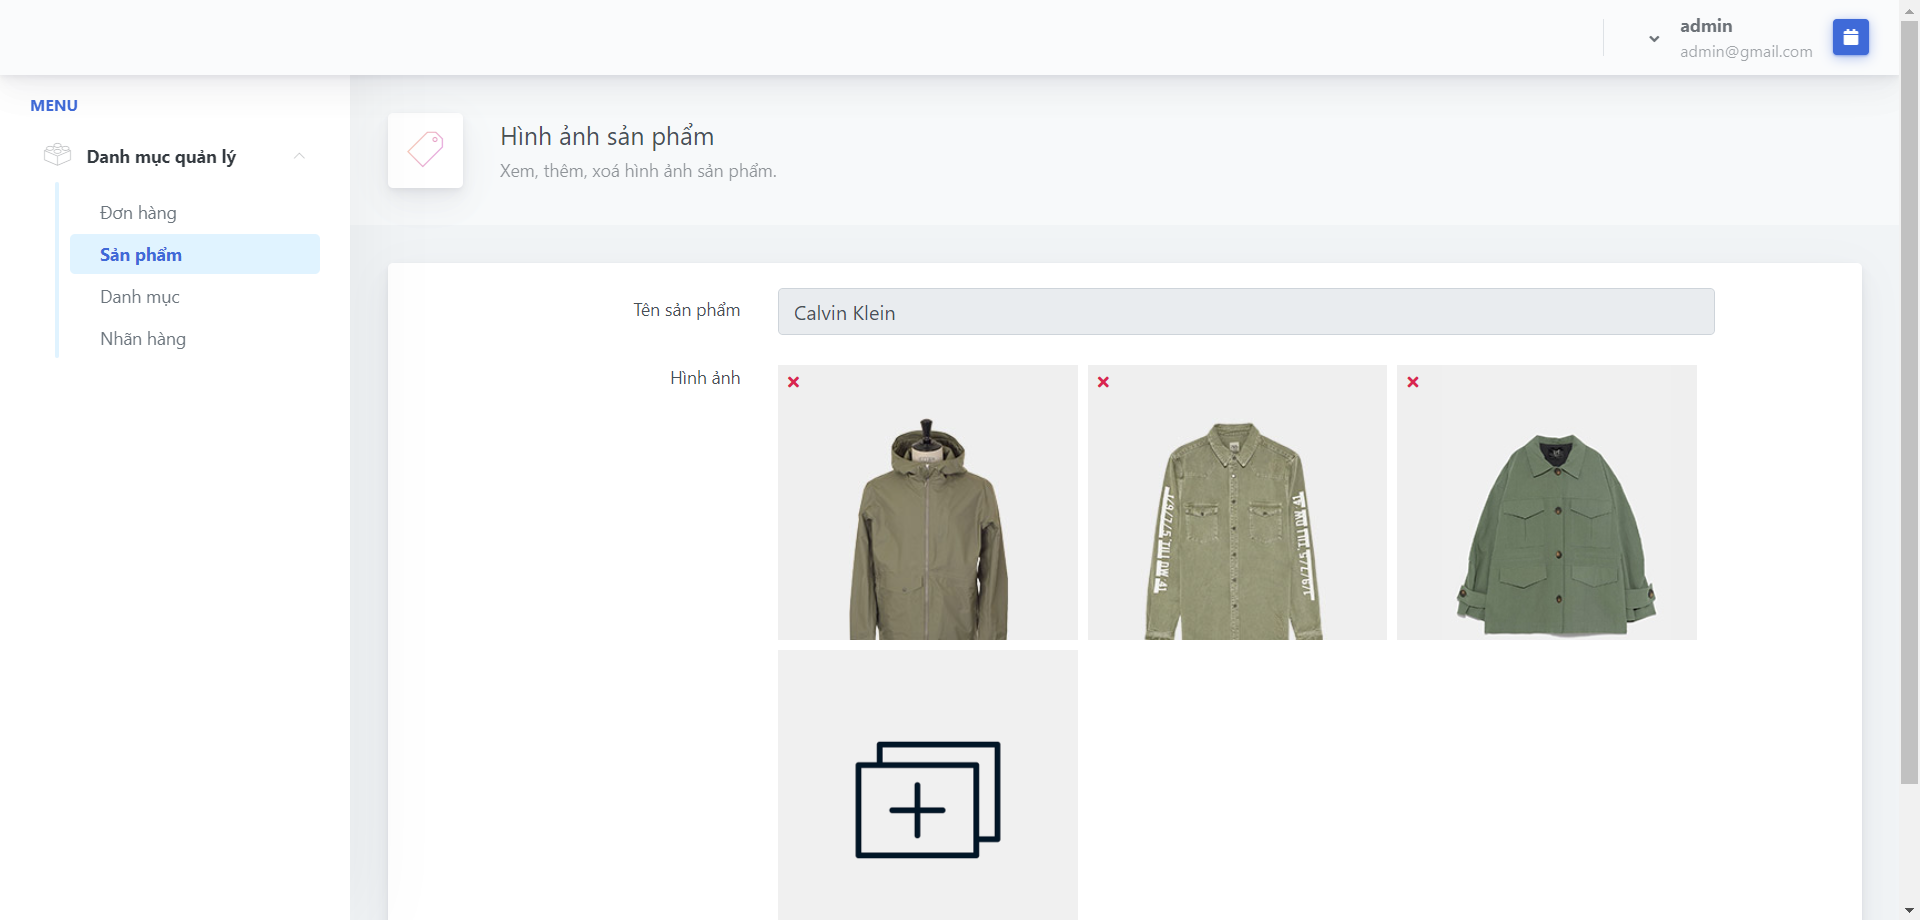 admin
admin@gmail.com
MENU
Danh mục quản lý
Đơn hàng
Sản phẩm
Danh mục
Nhãn hàng
Hình ảnh sản phẩm
Xem, thêm, xoá hình ảnh sản phẩm.
Tên sản phẩm
Calvin Klein
Hình ảnh